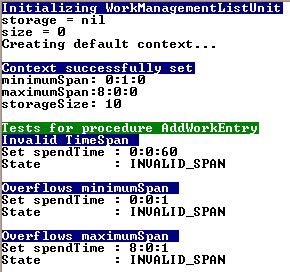 Initializing WorkManagementListUnit
storage = nil
size = 0
Creating default context...
Context successfully set
minimumSpan: 0:1:0
maximumSpan:8:0:0
storageSize: 10
Tests for procedure AddWorkEntry
Invalid TimeSpan
Set spendTime : 0:0:60
State : INVALID_SPAN
Overflows minimumSpan
Set spendTime : 0:0:1
State : INVALID_SPAN
Overflows maximumSpan
Set spendTime : 8:0:1
State : INVALID_SPAN